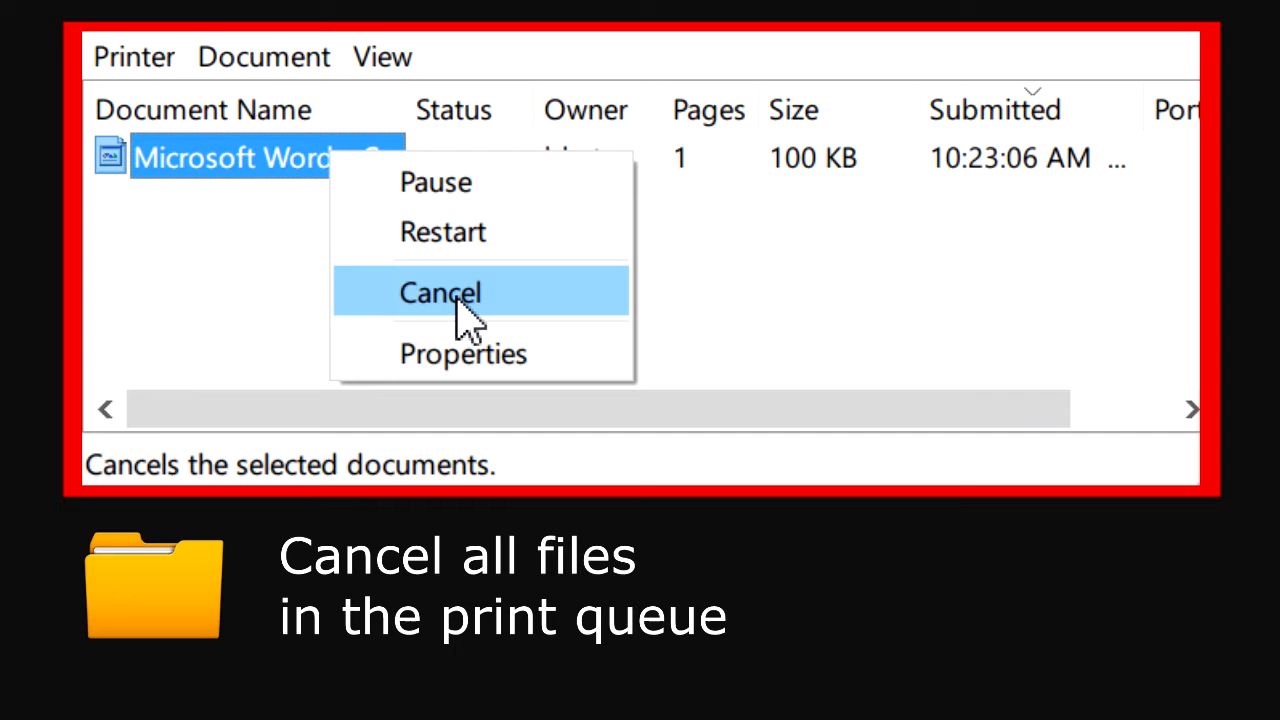 Printer Document View
Document Name Status Owner Pages Size Submitted Port
Microsoft Word 1 100 KB 10:23:06 AM ...
Pause
Restart
Cancel
Properties
Cancels the selected documents.
Cancel all files
in the print queue